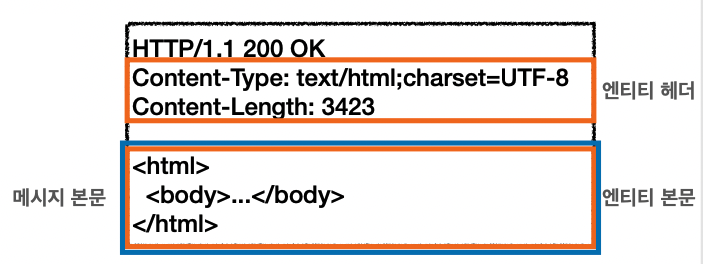 HTTP/1.1 200 OK
Content-Type: text/html;charset=UTF-8
Content-Length: 3423
엔티티 헤더
<html>
<body>...</body>
</html>
메시지 본문
엔티티 본문